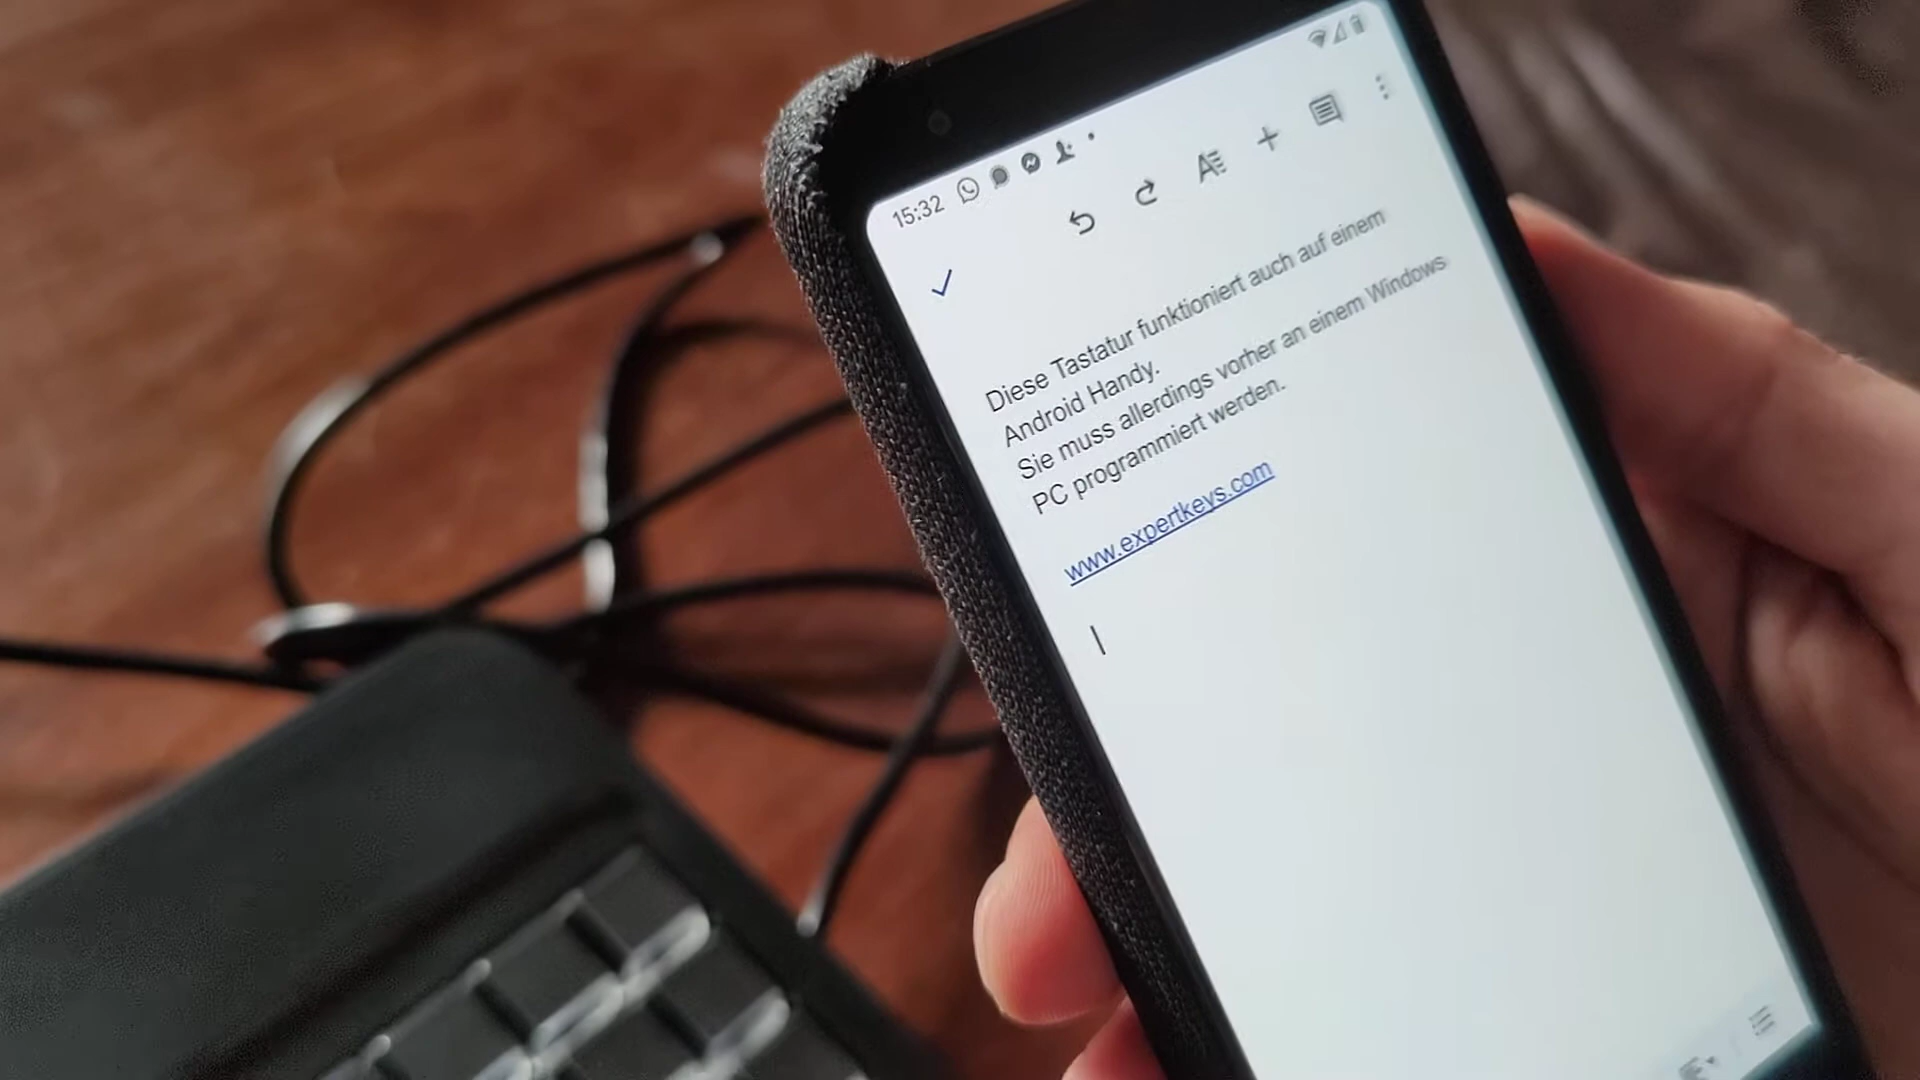 15:32
Diese Tastatur funktioniert auch auf einem
Android Handy.
Sie muss allerdings vorher an einem Windows
PC programmiert werden.
www.expertkeys.com